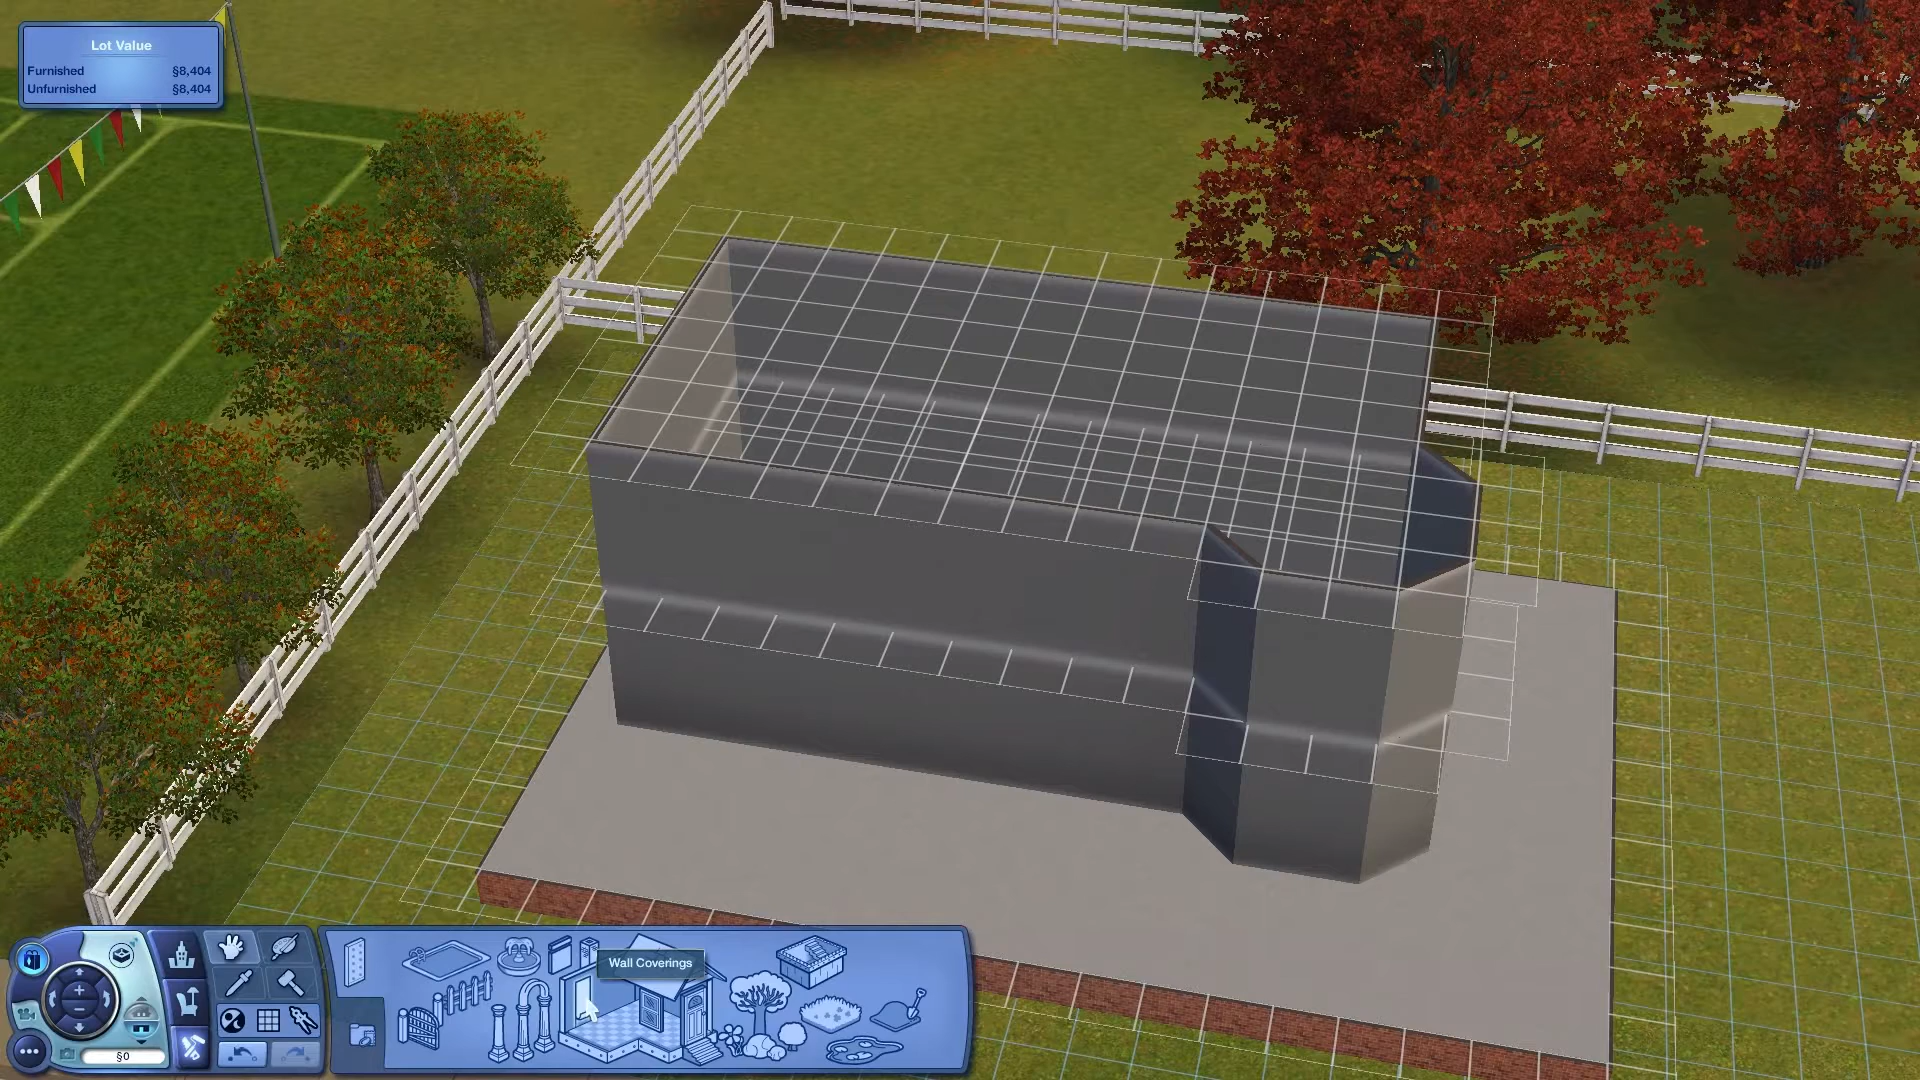 Lot Value
Furnished §8,404
Unfurnished §8,404
Wall Coverings
§0